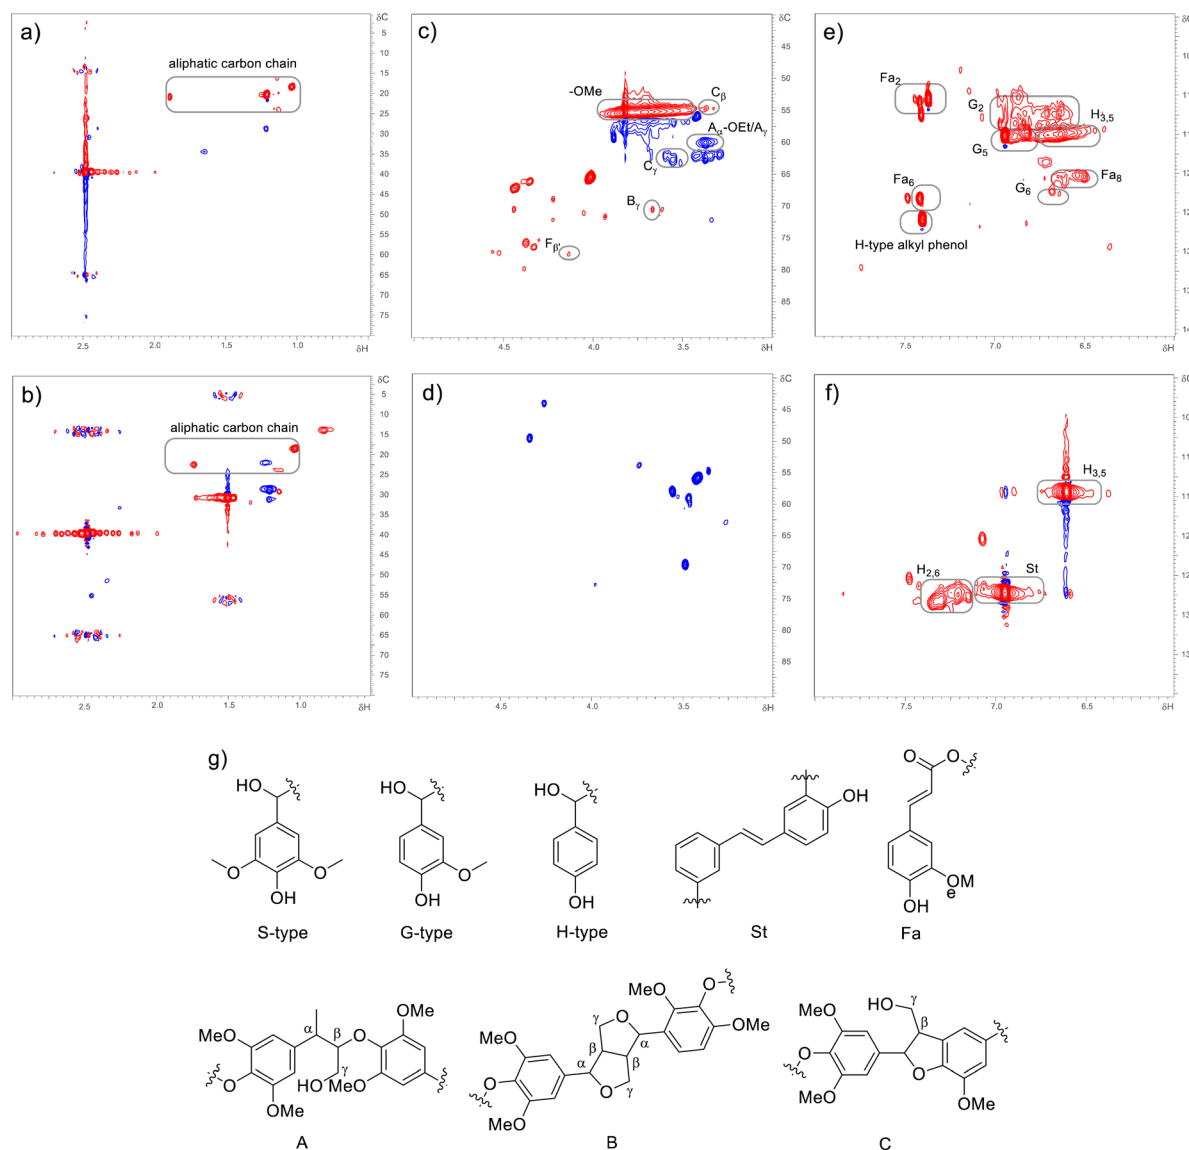 a)
δC
5
10
15
20
25
30
35
40
45
50
55
60
65
70
75
aliphatic carbon chain
2.5
2.0
1.5
1.0
δH
c)
δC
50
55
60
65
70
75
80
85
-OMe
Cβ
Aα-OEt/Aγ
Cγ
Bγ
Fβ'
4.5
4.0
3.5
δH
e)
Fa2
G2
H3,5
G5
Fa6
G6
Fa8
H-type alkyl phenol
7.5
7.0
6.5
δH
b)
δC
5
10
15
20
25
30
35
40
45
50
55
60
65
70
75
aliphatic carbon chain
2.5
2.0
1.5
1.0
δH
d)
δC
50
55
60
65
70
75
80
85
4.5
4.0
3.5
δH
f)
H3,5
H2,6
St
7.5
7.0
6.5
δH
g)
HO
O
O
OH
S-type
HO
O
OH
G-type
HO
OH
H-type
OH
St
O
O
OM
e
OH
Fa
MeO
α
β
O
OMe
γ
HO
MeO
O
OMe
A
MeO
O
OMe
γ
O
α
β
β
α
γ
O
O
MeO
OMe
B
HO
γ
β
MeO
O
O
OMe
OMe
C